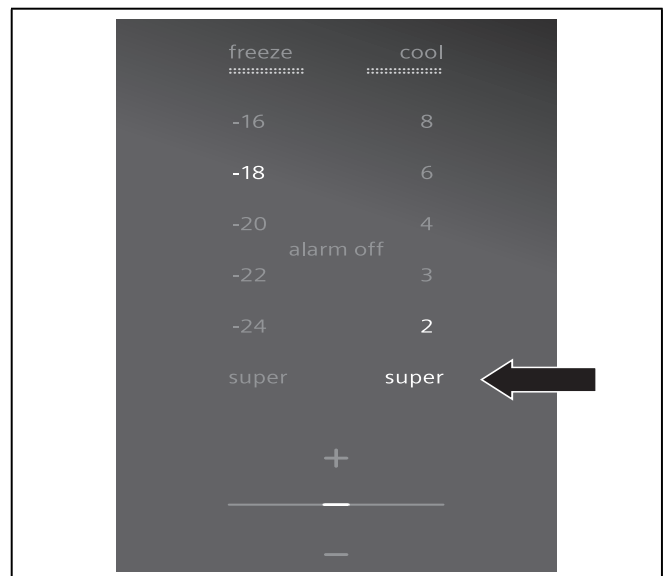 freeze cool
-16 8
-18 6
-20 4
alarm off
-22 3
-24 2
super super
+
—